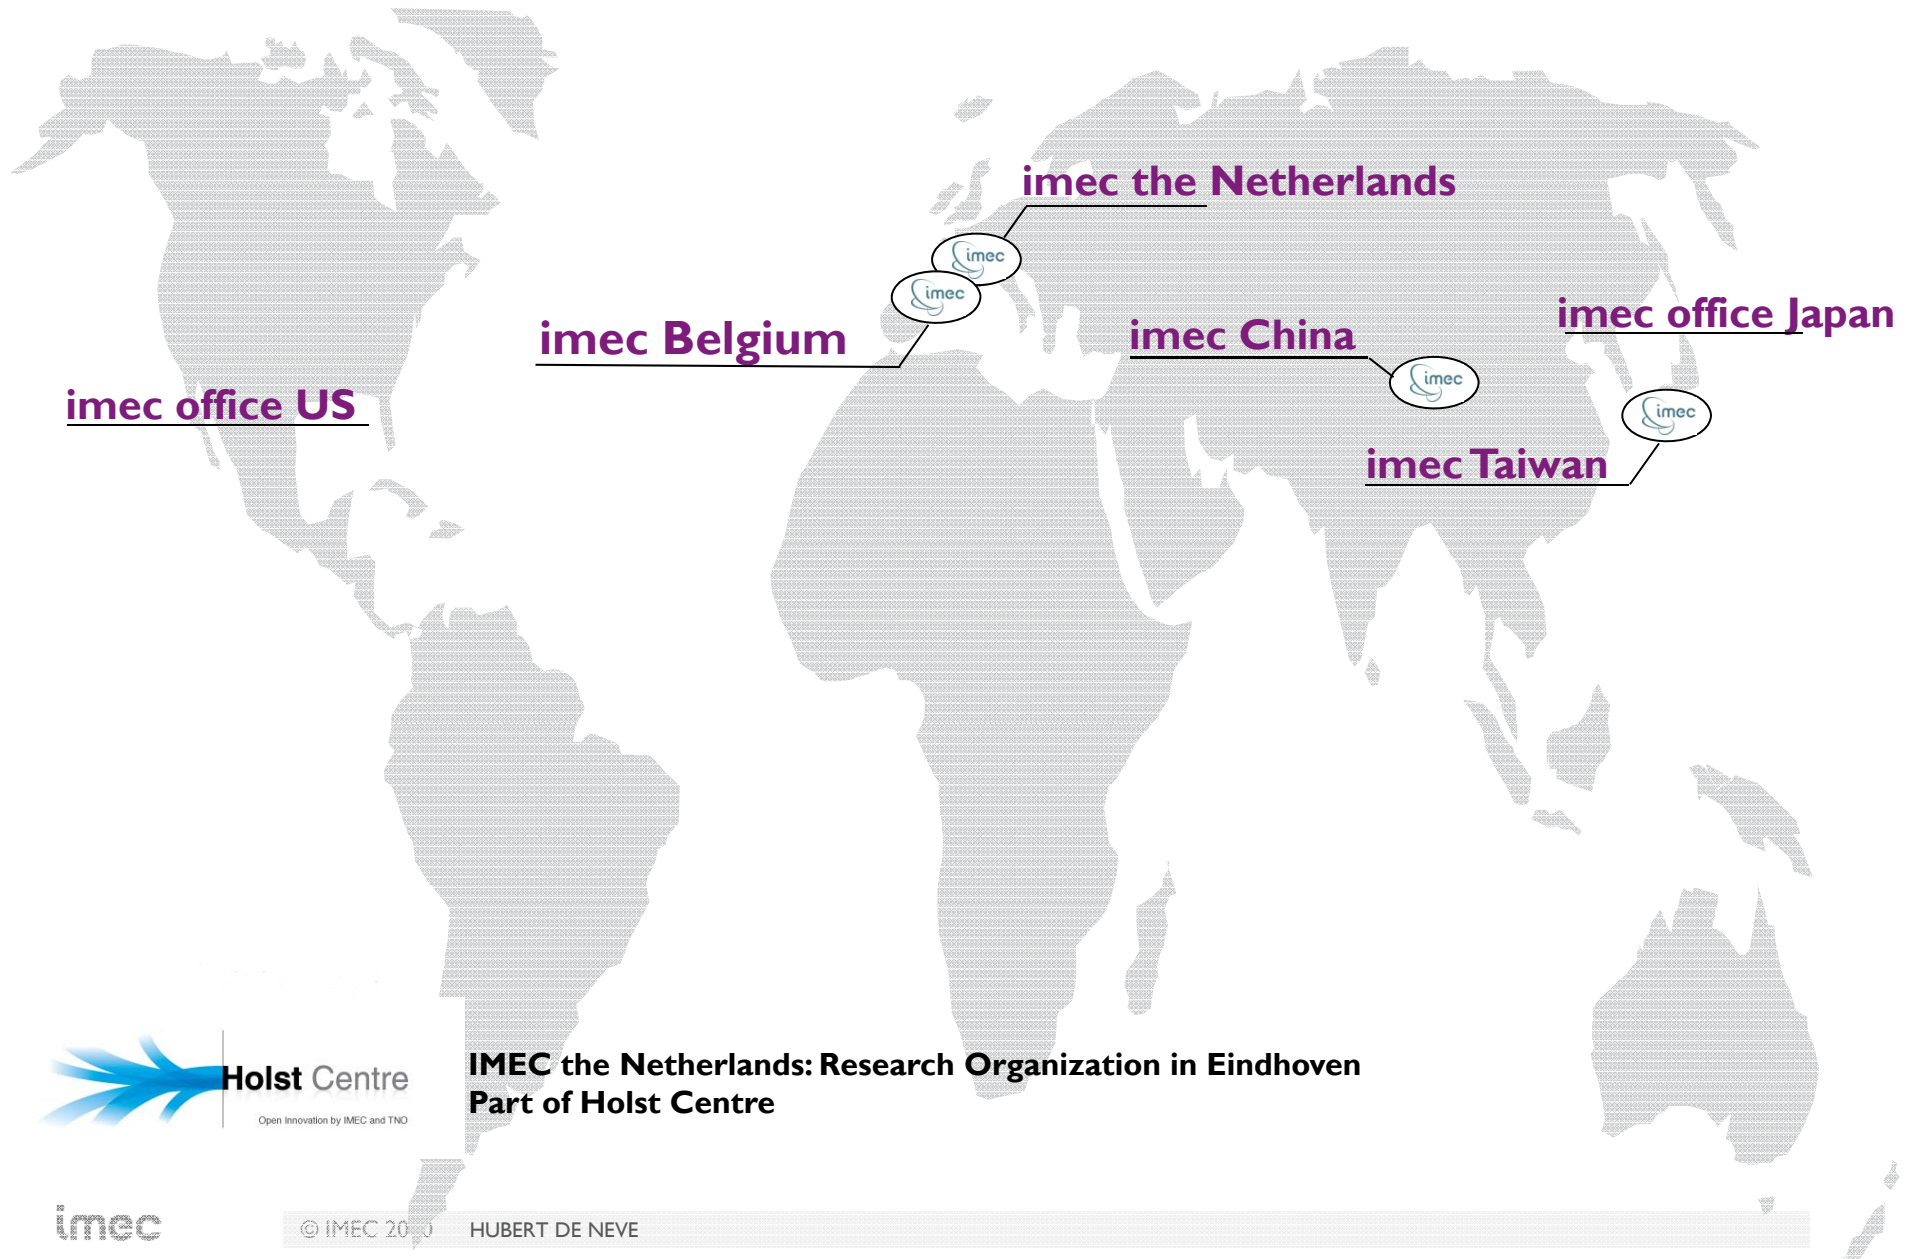 imec the Netherlands
imec
imec
imec Belgium
imec China
imec office Japan
imec
imec office US
imec
imec Taiwan
Holst Centre
Open Innovation by IMEC and TNO
IMEC the Netherlands: Research Organization in Eindhoven
Part of Holst Centre
imec
© IMEC HUBERT DE NEVE